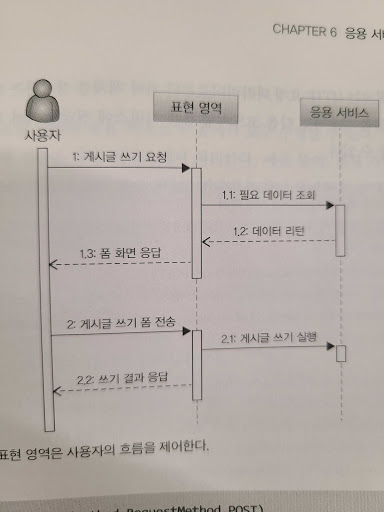 CHAPTER 6 응용 서비
표현 영역
응용 서비스
사용자
1: 게시글 쓰기 요청
1.1: 필요 데이터 조회
1.2: 데이터 리턴
1.3: 폼 화면 응답
2: 게시글 쓰기 폼 전송
2.1: 게시글 쓰기 실행
2.2: 쓰기 결과 응답
표현 영역은 사용자의 흐름을 제어한다.
RequestMethod.POST)